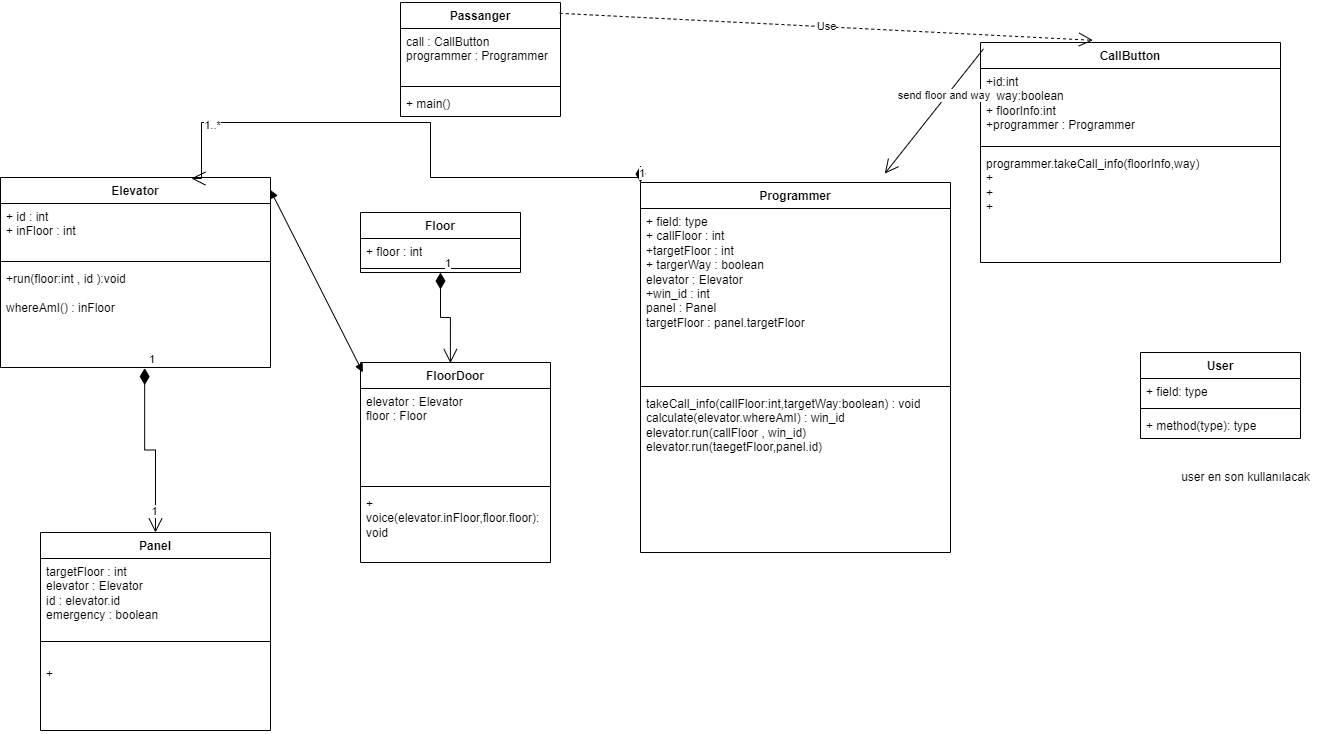 Passanger
call : CallButton
programmer : Programmer
+ main()
Use
CallButton
+id:int
way:boolean
+ floorInfo:int
+programmer : Programmer
programmer.takeCall_info(floorInfo,way)
+
+
+
send floor and way
1..*
1
Elevator
+ id : int
+ inFloor : int
+run(floor:int , id ):void
whereAmI() : inFloor
1
Floor
+ floor : int
1
Programmer
+ field: type
+ callFloor : int
+targetFloor : int
+ targerWay : boolean
elevator : Elevator
+win_id : int
panel : Panel
targetFloor : panel.targetFloor
takeCall_info(callFloor:int,targetWay:boolean) : void
calculate(elevator.whereAmI) : win_id
elevator.run(callFloor , win_id)
elevator.run(taegetFloor,panel.id)
FloorDoor
elevator : Elevator
floor : Floor
+
voice(elevator.inFloor,floor.floor):
void
User
+ field: type
+ method(type): type
user en son kullanılacak
1
Panel
targetFloor : int
elevator : Elevator
id : elevator.id
emergency : boolean
+